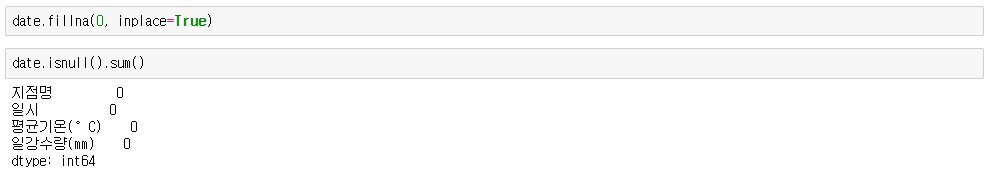 date.fillna(0, inplace=True)
date.isnull().sum()
지점명 0
일시 0
평균기온(°C) 0
일강수량(mm) 0
dtype: int64